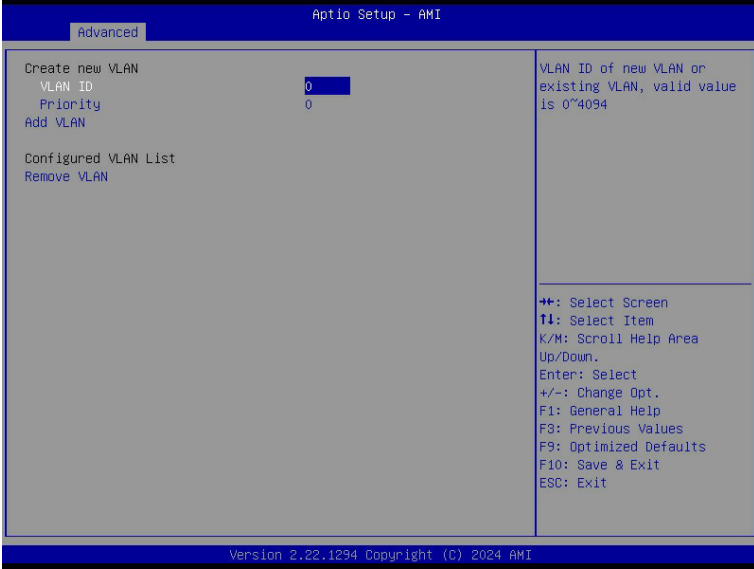 Aptio Setup – AMI
Advanced
Create new VLAN
VLAN ID 0
Priority 0
Add VLAN
Configured VLAN List
Remove VLAN
VLAN ID of new VLAN or
existing VLAN, valid value
is 0~4094
→←: Select Screen
↑↓: Select Item
K/M: Scroll Help Area
Up/Down.
Enter: Select
+/-: Change Opt.
F1: General Help
F3: Previous Values
F9: Optimized Defaults
F10: Save & Exit
ESC: Exit
Version 2.22.1294 Copyright (C) 2024 AMI